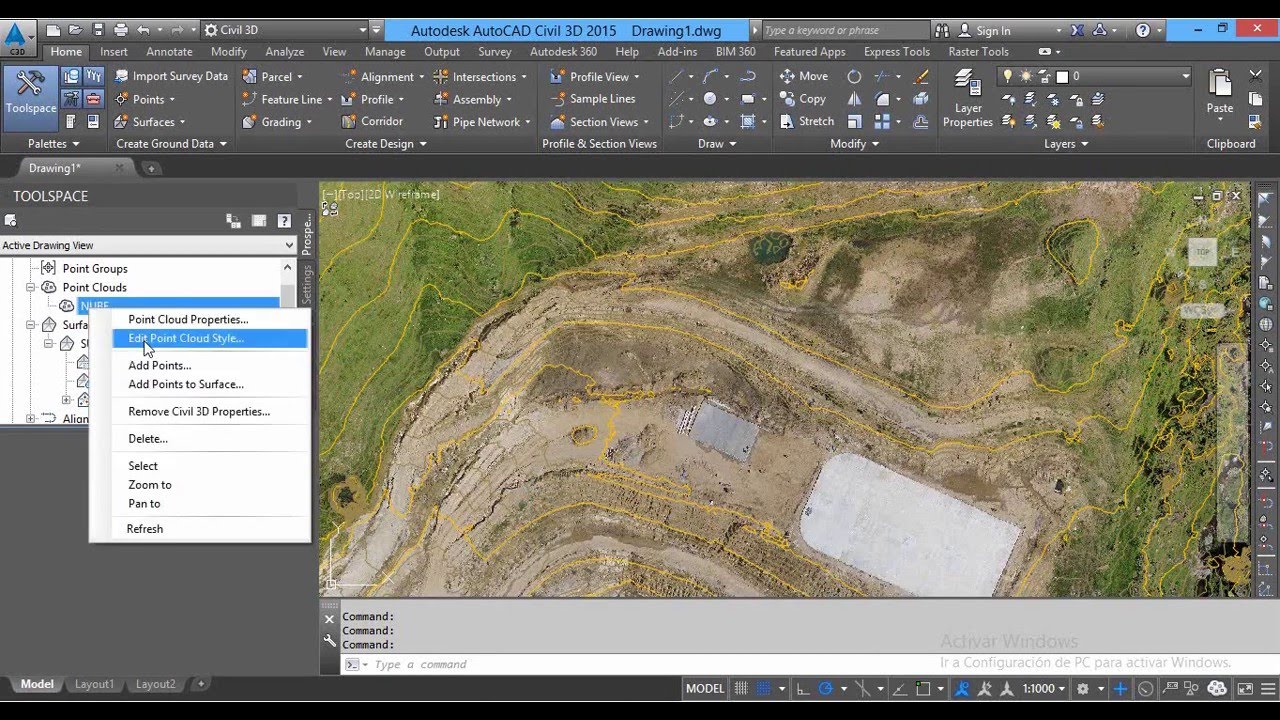 C3D
Civil 3D
Autodesk AutoCAD Civil 3D 2015 Drawing1.dwg
Type a keyword or phrase
Sign In
Home Insert Annotate Modify Analyze View Manage Output Survey Autodesk 360 Help Add-ins BIM 360 Featured Apps Express Tools Raster Tools
Toolspace
Import Survey Data
Points
Surfaces
Parcel
Feature Line
Grading
Alignment
Profile
Corridor
Intersections
Assembly
Pipe Network
Profile View
Sample Lines
Section Views
Move
Copy
Stretch
Layer
Properties
0
Paste
Palettes Create Ground Data Create Design Profile & Section Views Draw Modify Layers Clipboard
Drawing1*
TOOLSPACE
Active Drawing View
Prospe...
Settings
Point Groups
Point Clouds
NUBE
Surfa
Alignm
Point Cloud Properties...
Edit Point Cloud Style...
Add Points...
Add Points to Surface...
Remove Civil 3D Properties...
Delete...
Select
Zoom to
Pan to
Refresh
[−][Top][2D Wireframe]
TOP
E
Command:
Command:
Command:
Type a command
Activar Windows
Ir a Configuración de PC para activar Windows.
Model Layout1 Layout2
MODEL
1:1000